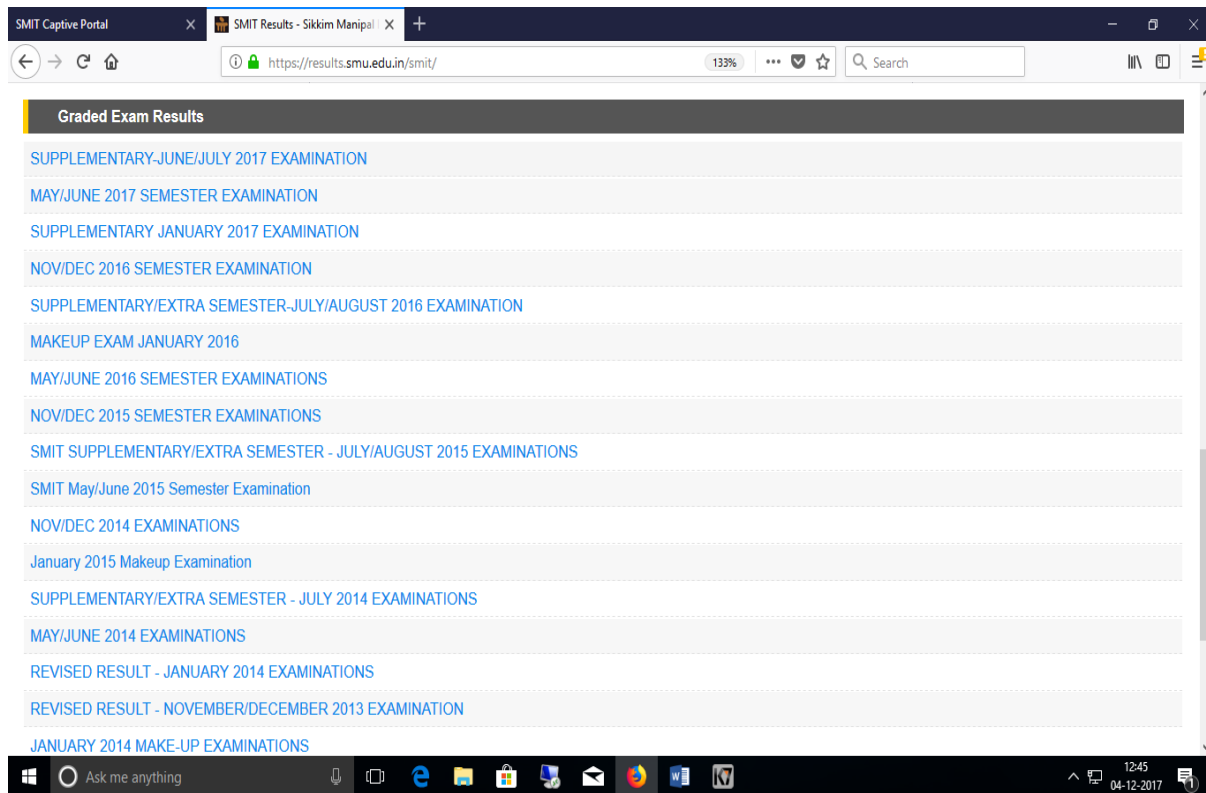 SMIT Captive Portal
SMIT Results - Sikkim Manipal
https://results.smu.edu.in/smit/
133%
Search
Graded Exam Results
SUPPLEMENTARY-JUNE/JULY 2017 EXAMINATION
MAY/JUNE 2017 SEMESTER EXAMINATION
SUPPLEMENTARY JANUARY 2017 EXAMINATION
NOV/DEC 2016 SEMESTER EXAMINATION
SUPPLEMENTARY/EXTRA SEMESTER-JULY/AUGUST 2016 EXAMINATION
MAKEUP EXAM JANUARY 2016
MAY/JUNE 2016 SEMESTER EXAMINATIONS
NOV/DEC 2015 SEMESTER EXAMINATIONS
SMIT SUPPLEMENTARY/EXTRA SEMESTER - JULY/AUGUST 2015 EXAMINATIONS
SMIT May/June 2015 Semester Examination
NOV/DEC 2014 EXAMINATIONS
January 2015 Makeup Examination
SUPPLEMENTARY/EXTRA SEMESTER - JULY 2014 EXAMINATIONS
MAY/JUNE 2014 EXAMINATIONS
REVISED RESULT - JANUARY 2014 EXAMINATIONS
REVISED RESULT - NOVEMBER/DECEMBER 2013 EXAMINATION
JANUARY 2014 MAKE-UP EXAMINATIONS
Ask me anything
12:45
04-12-2017